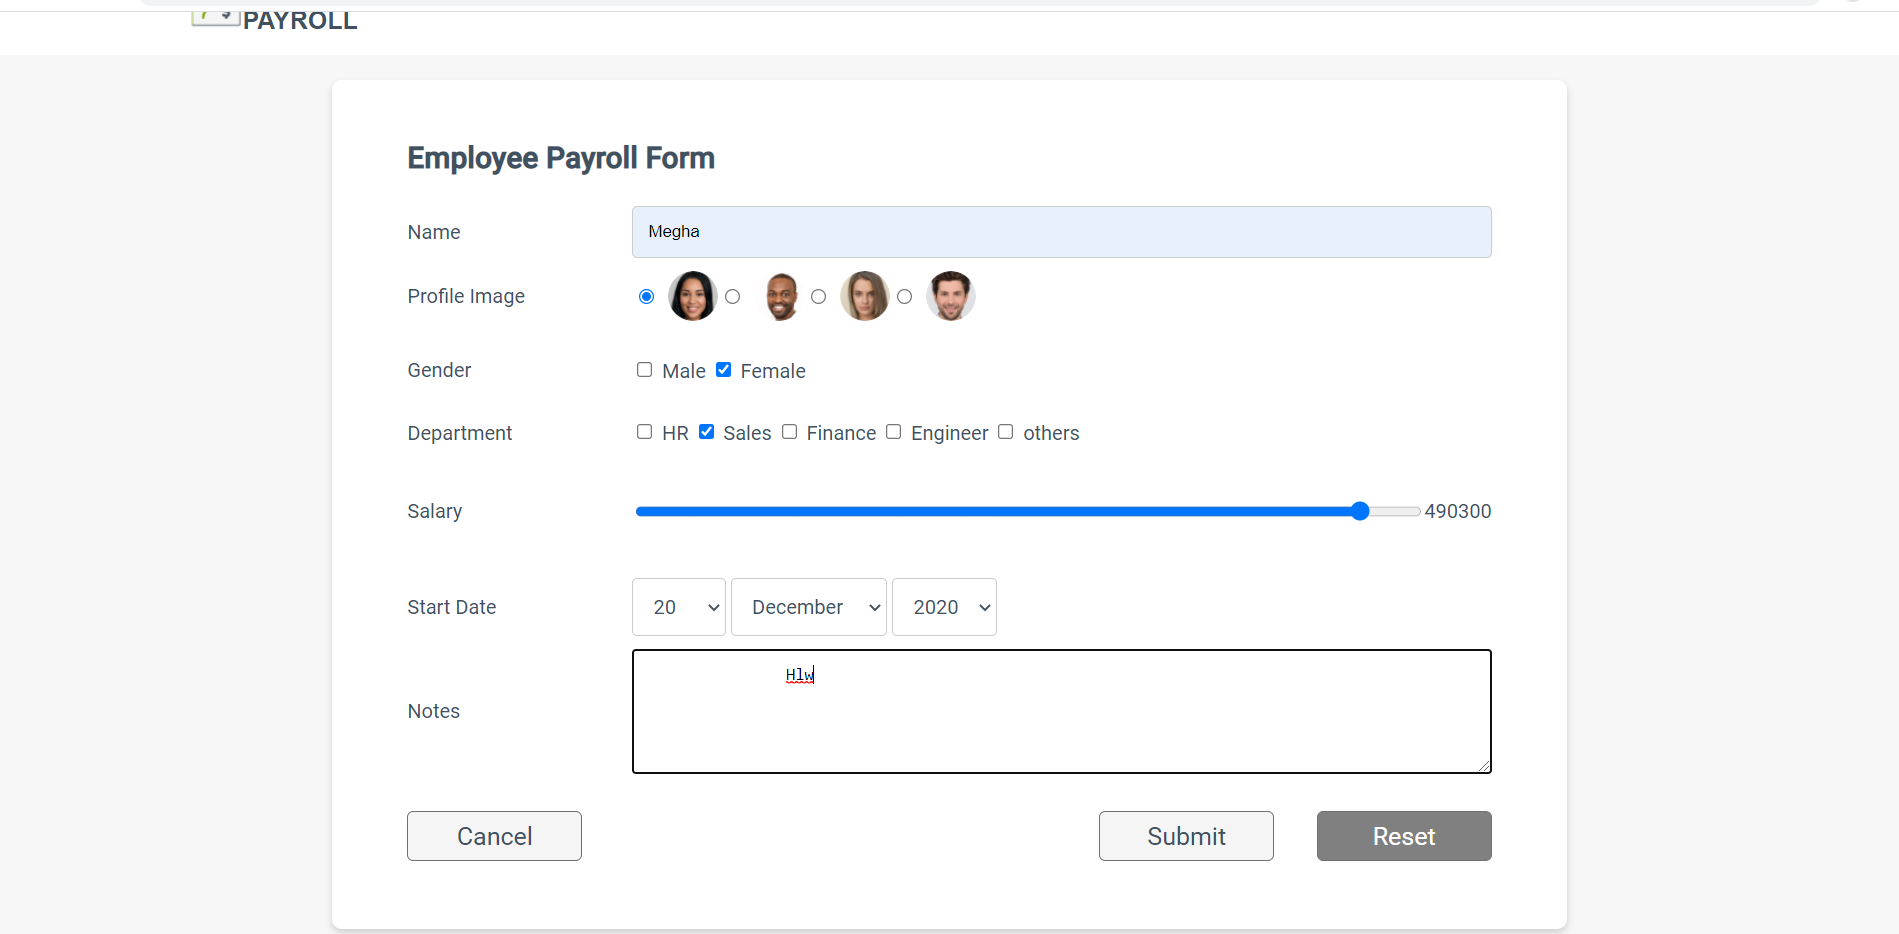 PAYROLL
Employee Payroll Form
Name Megha
Profile Image
Gender Male Female
Department HR Sales Finance Engineer others
Salary 490300
Start Date 20 December 2020
Hlw
Notes
Cancel Submit Reset